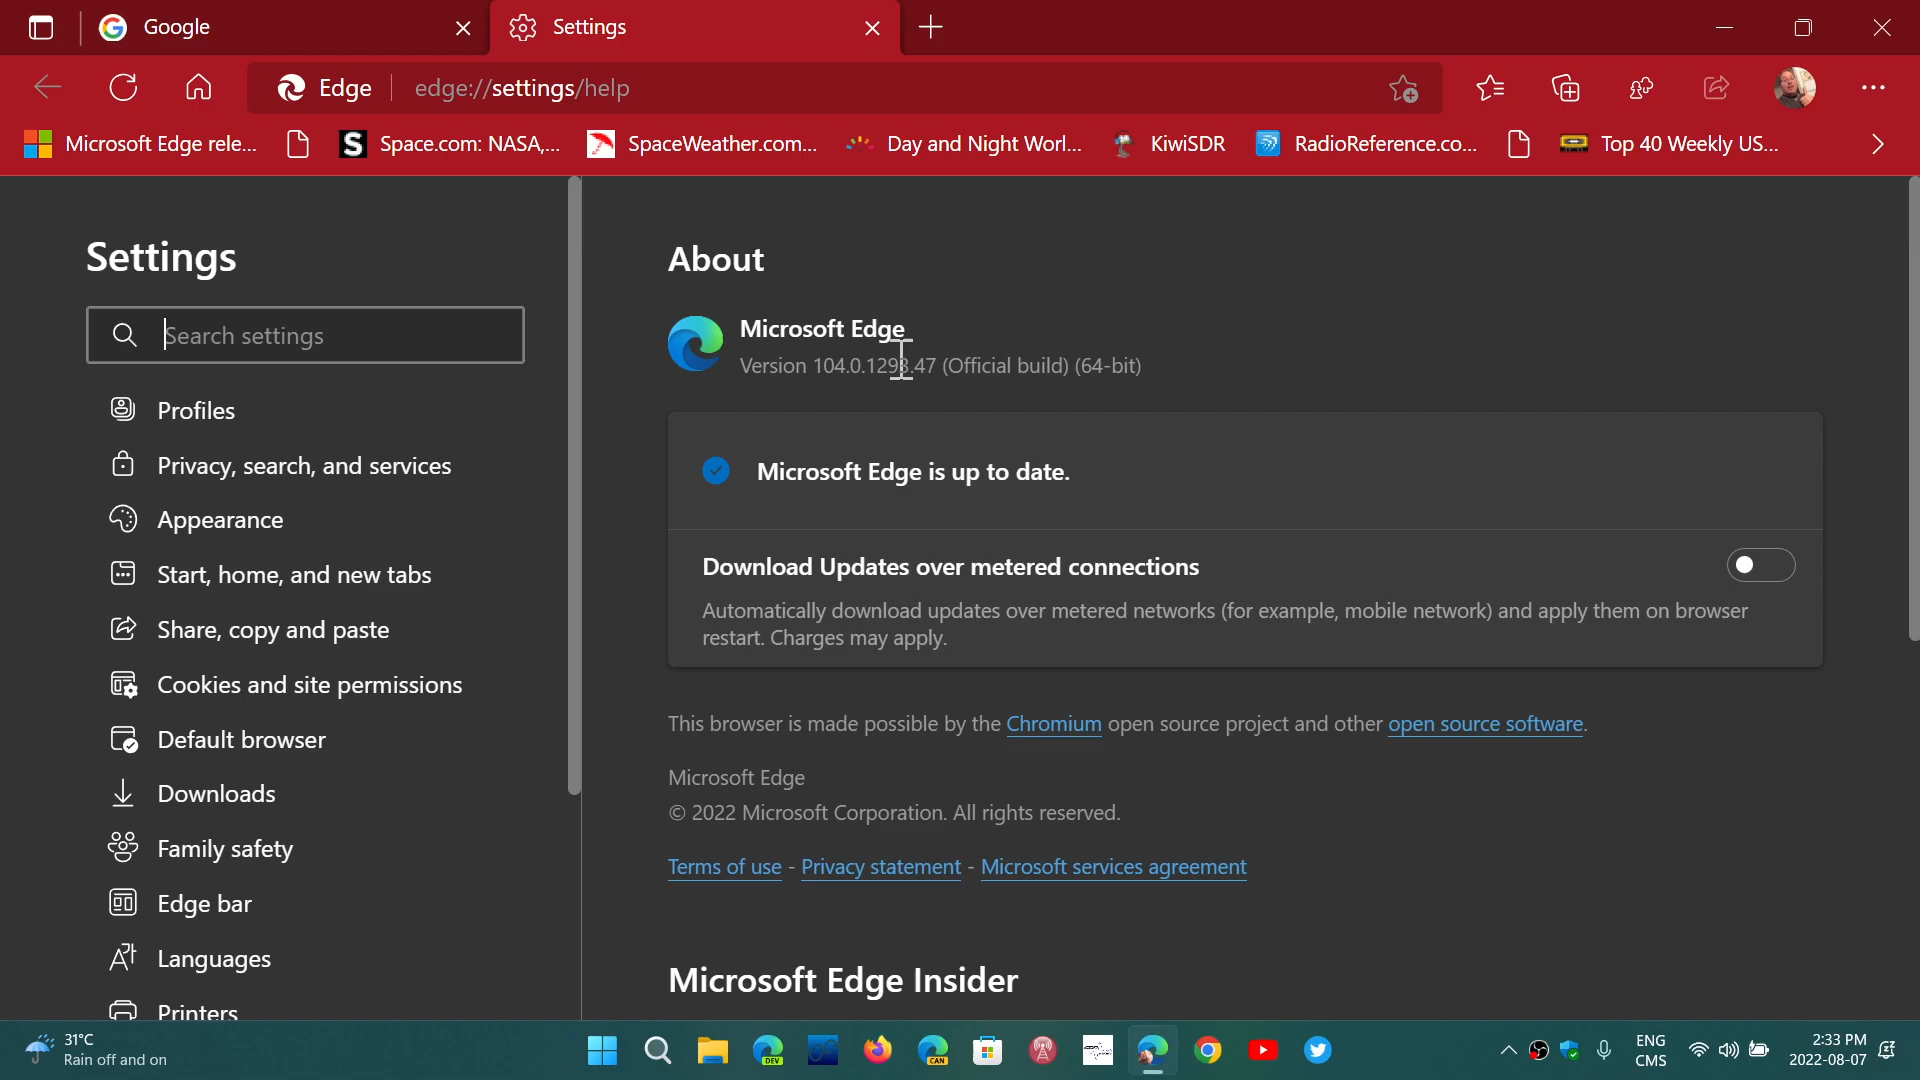 Google
Settings
Edge
edge://settings/help
Microsoft Edge rele...
S
Space.com: NASA,...
SpaceWeather.com...
Day and Night Worl...
KiwiSDR
RadioReference.co...
Top 40 Weekly US...
Settings
Search settings
Profiles
Privacy, search, and services
Appearance
Start, home, and new tabs
Share, copy and paste
Cookies and site permissions
Default browser
Downloads
Family safety
Edge bar
Languages
Printers
About
Microsoft Edge
Version 104.0.1293.47 (Official build) (64-bit)
Microsoft Edge is up to date.
Download Updates over metered connections
Automatically download updates over metered networks (for example, mobile network) and apply them on browser
restart. Charges may apply.
This browser is made possible by the Chromium open source project and other open source software.
Microsoft Edge
© 2022 Microsoft Corporation. All rights reserved.
Terms of use - Privacy statement - Microsoft services agreement
Microsoft Edge Insider
31°C
Rain off and on
DEV
CAN
ENG
CMS
2:33 PM
2022-08-07